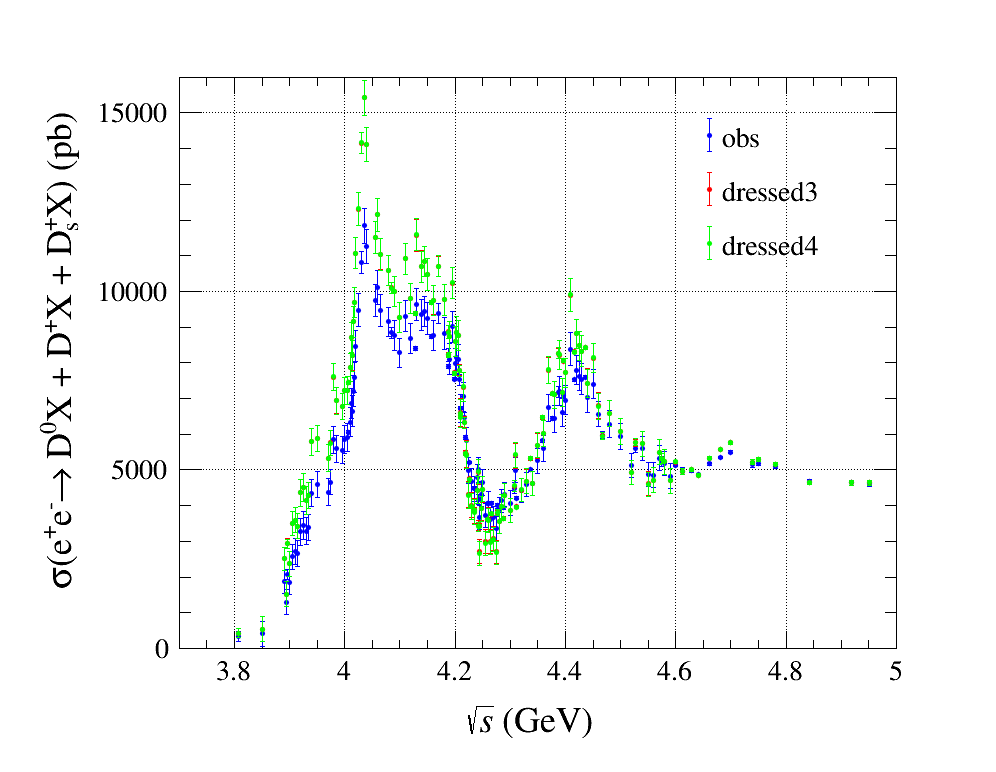 σ(e⁺e⁻ → D⁰X + D⁺X + Dₛ⁺X) (pb)
15000
10000
5000
0
obs
dressed3
dressed4
3.8 4 4.2 4.4 4.6 4.8 5
√s (GeV)